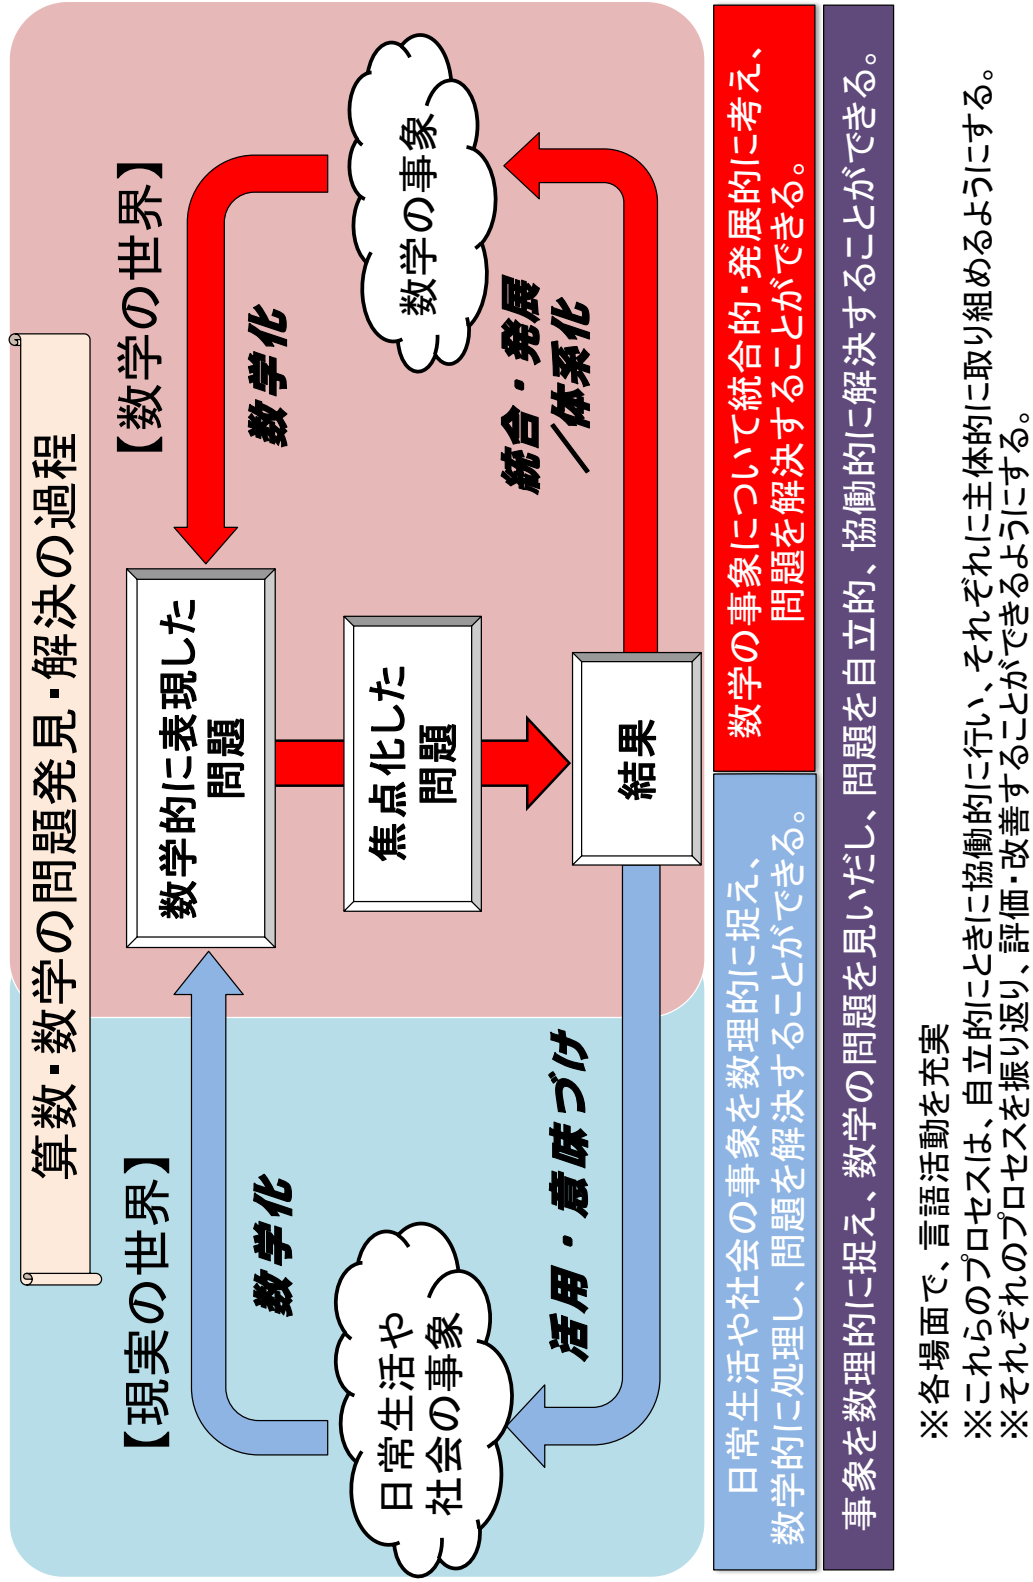 算数・数学の問題発見・解決の過程
【現実の世界】
【数学の世界】
数学化
数学化
日常生活や
社会の事象
数学的に表現した
問題
数学の事象
焦点化した
問題
活用・意味づけ
統合・発展
／体系化
結果
日常生活や社会の事象を数理的に捉え、
数学的に処理し、問題を解決することができる。
数学の事象について統合的・発展的に考え、
問題を解決することができる。
事象を数理的に捉え、数学の問題を見いだし、問題を自立的、協働的に解決することができる。
※各場面で、言語活動を充実
※これらのプロセスは、自立的にときに協働的に行い、それぞれに主体的に取り組めるようにする。
※それぞれのプロセスを振り返り、評価・改善することができるようにする。